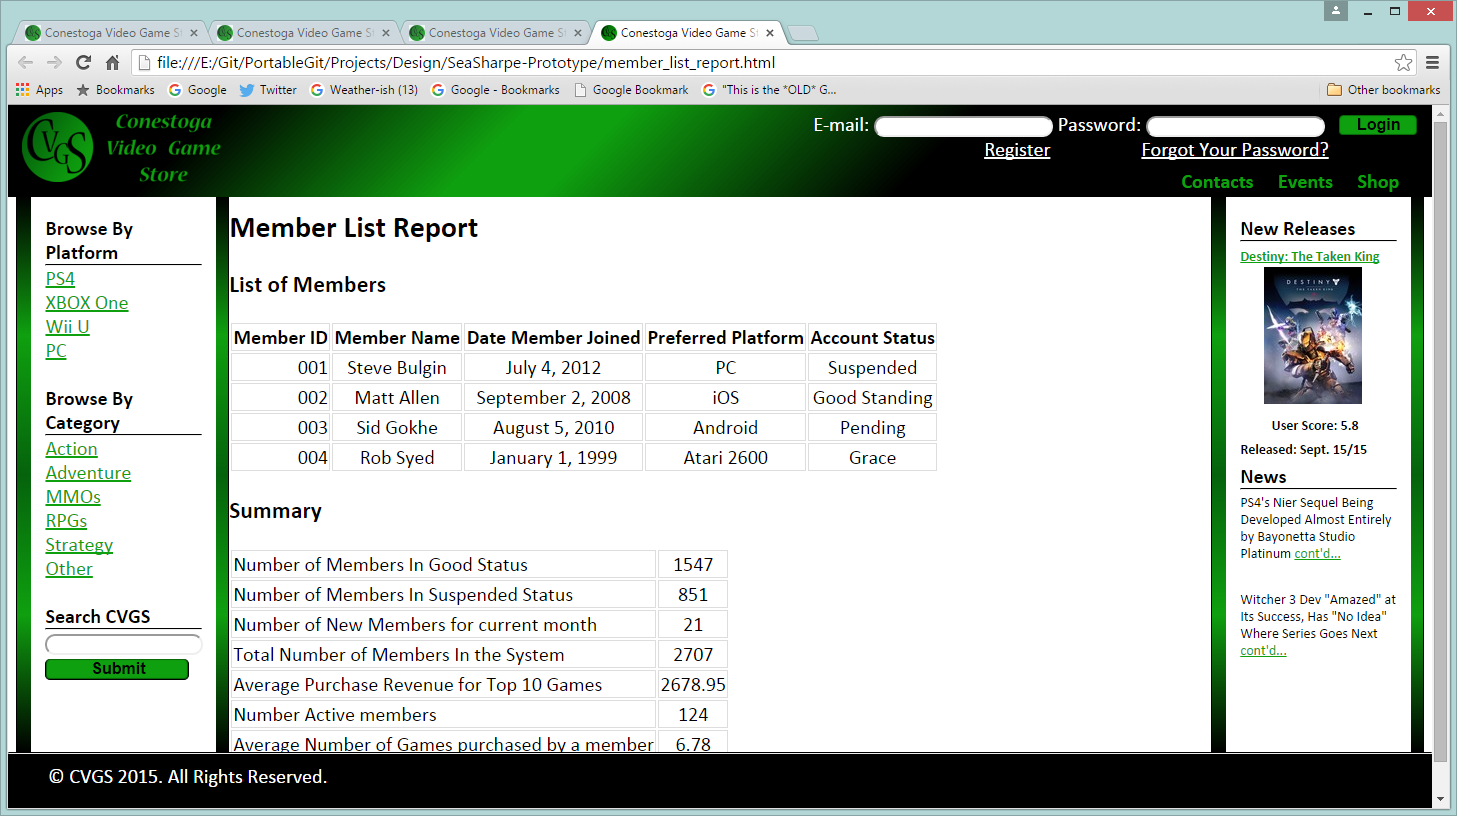 Conestoga Video Game St
Conestoga Video Game St
Conestoga Video Game St
Conestoga Video Game St
file:///E:/Git/PortableGit/Projects/Design/SeaSharpe-Prototype/member_list_report.html
Apps Bookmarks Google Twitter Weather-ish (13) Google - Bookmarks Google Bookmark "This is the *OLD* G... Other bookmarks
CVGS
Conestoga
Video Game
Store
E-mail: Password: Login
Register Forgot Your Password?
Contacts Events Shop
Browse By
Platform
PS4
XBOX One
Wii U
PC
Browse By
Category
Action
Adventure
MMOs
RPGs
Strategy
Other
Search CVGS
Submit
Member List Report
List of Members
Member ID Member Name Date Member Joined Preferred Platform Account Status
001 Steve Bulgin July 4, 2012 PC Suspended
002 Matt Allen September 2, 2008 iOS Good Standing
003 Sid Gokhe August 5, 2010 Android Pending
004 Rob Syed January 1, 1999 Atari 2600 Grace
Summary
Number of Members In Good Status 1547
Number of Members In Suspended Status 851
Number of New Members for current month 21
Total Number of Members In the System 2707
Average Purchase Revenue for Top 10 Games 2678.95
Number Active members 124
Average Number of Games purchased by a member 6.78
New Releases
Destiny: The Taken King
DESTINY
THE TAKEN KING
User Score: 5.8
Released: Sept. 15/15
News
PS4's Nier Sequel Being
Developed Almost Entirely
by Bayonetta Studio
Platinum cont'd...
Witcher 3 Dev "Amazed" at
Its Success, Has "No Idea"
Where Series Goes Next
cont'd...
© CVGS 2015. All Rights Reserved.